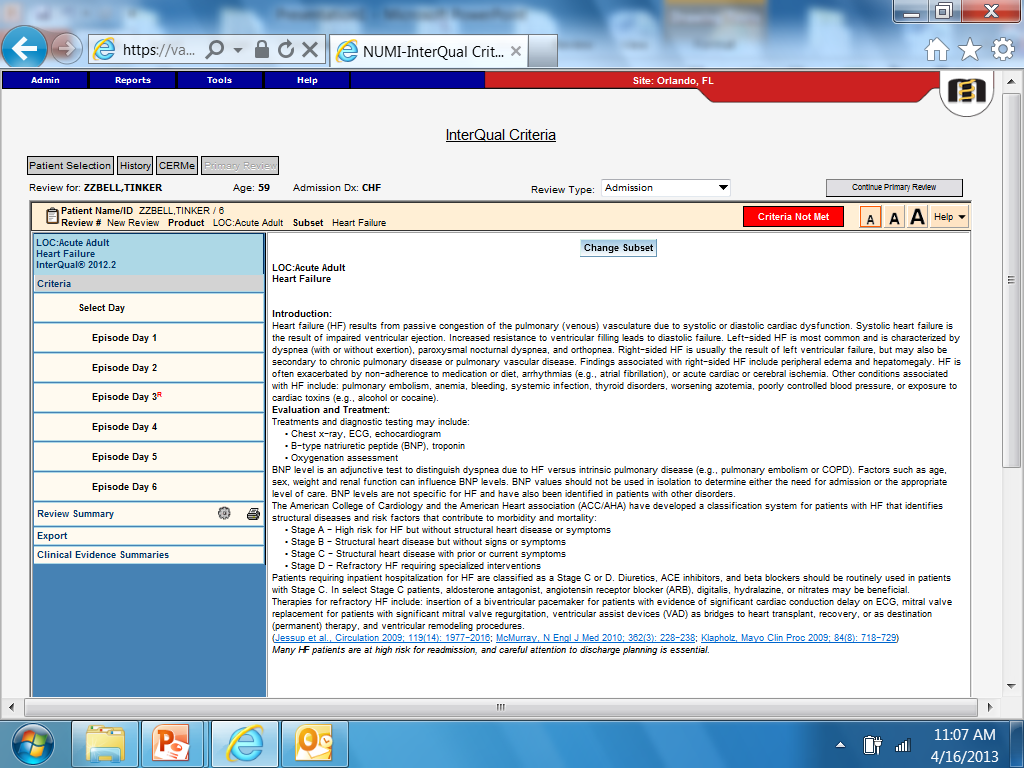 https://va...
NUMI-InterQual Crit...
Admin Reports Tools Help Site: Orlando, FL
InterQual Criteria
Patient Selection History CERMe Primary Review
Review for: ZZBELL,TINKER Age: 59 Admission Dx: CHF Review Type: Admission Continue Primary Review
Patient Name/ID ZZBELL,TINKER / 6
Review # New Review Product LOC:Acute Adult Subset Heart Failure
Criteria Not Met A A A Help
LOC:Acute Adult
Heart Failure
InterQual® 2012.2
Criteria
Select Day
Episode Day 1
Episode Day 2
Episode Day 3R
Episode Day 4
Episode Day 5
Episode Day 6
Review Summary
Export
Clinical Evidence Summaries
Change Subset
LOC:Acute Adult
Heart Failure
Introduction:
Heart failure (HF) results from passive congestion of the pulmonary (venous) vasculature due to systolic or diastolic cardiac dysfunction. Systolic heart failure is
the result of impaired ventricular ejection. Increased resistance to ventricular filling leads to diastolic failure. Left-sided HF is most common and is characterized by
dyspnea (with or without exertion), paroxysmal nocturnal dyspnea, and orthopnea. Right-sided HF is usually the result of left ventricular failure, but may also be
secondary to chronic pulmonary disease or pulmonary vascular disease. Findings associated with right-sided HF include peripheral edema and hepatomegaly. HF is
often exacerbated by non-adherence to medication or diet, arrhythmias (e.g., atrial fibrillation), or acute cardiac or cerebral ischemia. Other conditions associated
with HF include: pulmonary embolism, anemia, bleeding, systemic infection, thyroid disorders, worsening azotemia, poorly controlled blood pressure, or exposure to
cardiac toxins (e.g., alcohol or cocaine).
Evaluation and Treatment:
Treatments and diagnostic testing may include:
• Chest x-ray, ECG, echocardiogram
• B-type natriuretic peptide (BNP), troponin
• Oxygenation assessment
BNP level is an adjunctive test to distinguish dyspnea due to HF versus intrinsic pulmonary disease (e.g., pulmonary embolism or COPD). Factors such as age,
sex, weight and renal function can influence BNP levels. BNP values should not be used in isolation to determine either the need for admission or the appropriate
level of care. BNP levels are not specific for HF and have also been identified in patients with other disorders.
The American College of Cardiology and the American Heart association (ACC/AHA) have developed a classification system for patients with HF that identifies
structural diseases and risk factors that contribute to morbidity and mortality:
• Stage A - High risk for HF but without structural heart disease or symptoms
• Stage B - Structural heart disease but without signs or symptoms
• Stage C - Structural heart disease with prior or current symptoms
• Stage D - Refractory HF requiring specialized interventions
Patients requiring inpatient hospitalization for HF are classified as a Stage C or D. Diuretics, ACE inhibitors, and beta blockers should be routinely used in patients
with Stage C. In select Stage C patients, aldosterone antagonist, angiotensin receptor blocker (ARB), digitalis, hydralazine, or nitrates may be beneficial.
Therapies for refractory HF include: insertion of a biventricular pacemaker for patients with evidence of significant cardiac conduction delay on ECG, mitral valve
replacement for patients with significant mitral valve regurgitation, ventricular assist devices (VAD) as bridges to heart transplant, recovery, or as destination
(permanent) therapy, and ventricular remodeling procedures.
(Jessup et al., Circulation 2009; 119(14): 1977-2016; McMurray, N Engl J Med 2010; 362(3): 228-238; Klapholz, Mayo Clin Proc 2009; 84(8): 718-729)
Many HF patients are at high risk for readmission, and careful attention to discharge planning is essential.
11:07 AM
4/16/2013